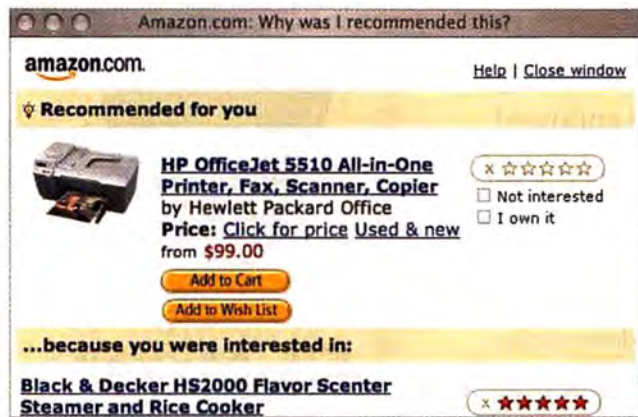 Amazon.com: Why was I recommended this?
amazon.com.
Help | Close window
Recommended for you
HP OfficeJet 5510 All-in-One
Printer, Fax, Scanner, Copier
by Hewlett Packard Office
Price: Click for price Used & new
from $99.00
Add to Cart
Add to Wish List
x ☆☆☆☆☆
Not interested
I own it
...because you were interested in:
Black & Decker HS2000 Flavor Scenter
Steamer and Rice Cooker
x ★★★★★